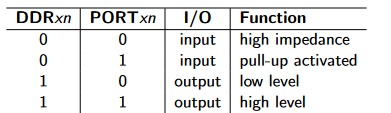 DDRxn PORTxn I/O Function
0 0 input high impedance
0 1 input pull-up activated
1 0 output low level
1 1 output high level